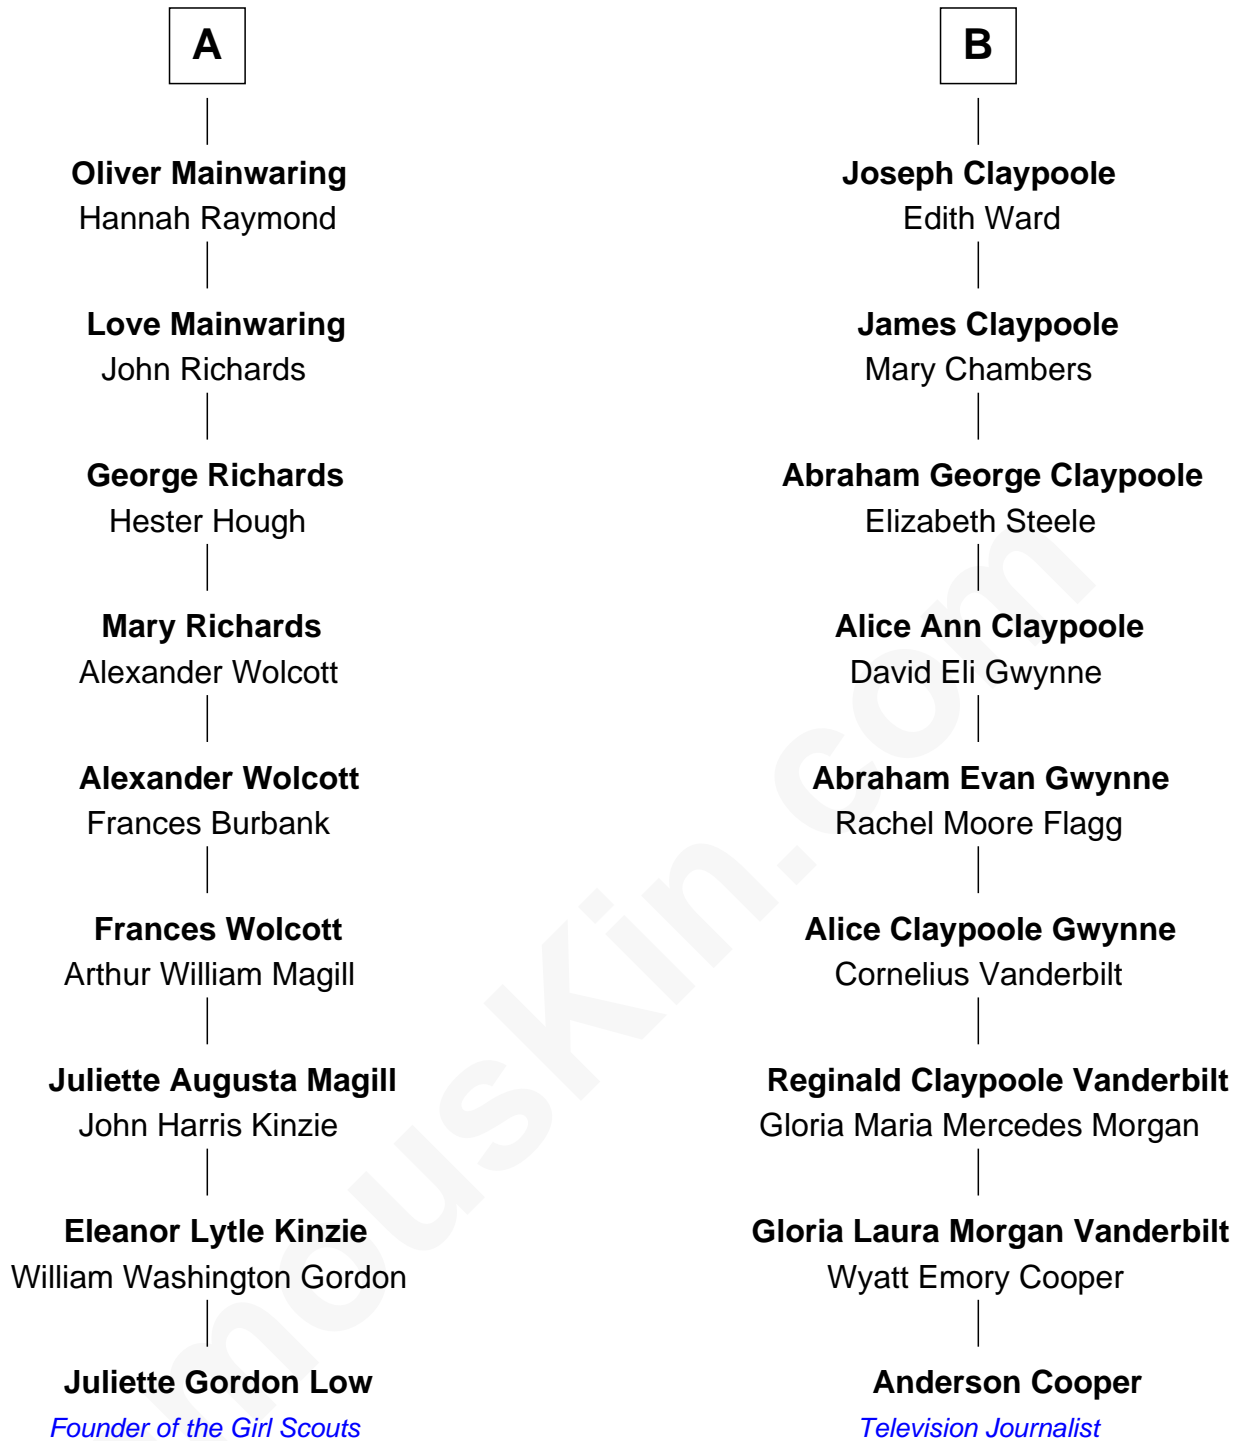 A
Oliver Mainwaring
Hannah Raymond
Love Mainwaring
John Richards
George Richards
Hester Hough
Mary Richards
Alexander Wolcott
Alexander Wolcott
Frances Burbank
Frances Wolcott
Arthur William Magill
Juliette Augusta Magill
John Harris Kinzie
Eleanor Lytle Kinzie
William Washington Gordon
Juliette Gordon Low
Founder of the Girl Scouts
B
Joseph Claypoole
Edith Ward
James Claypoole
Mary Chambers
Abraham George Claypoole
Elizabeth Steele
Alice Ann Claypoole
David Eli Gwynne
Abraham Evan Gwynne
Rachel Moore Flagg
Alice Claypoole Gwynne
Cornelius Vanderbilt
Reginald Claypoole Vanderbilt
Gloria Maria Mercedes Morgan
Gloria Laura Morgan Vanderbilt
Wyatt Emory Cooper
Anderson Cooper
Television Journalist
mousKin.com